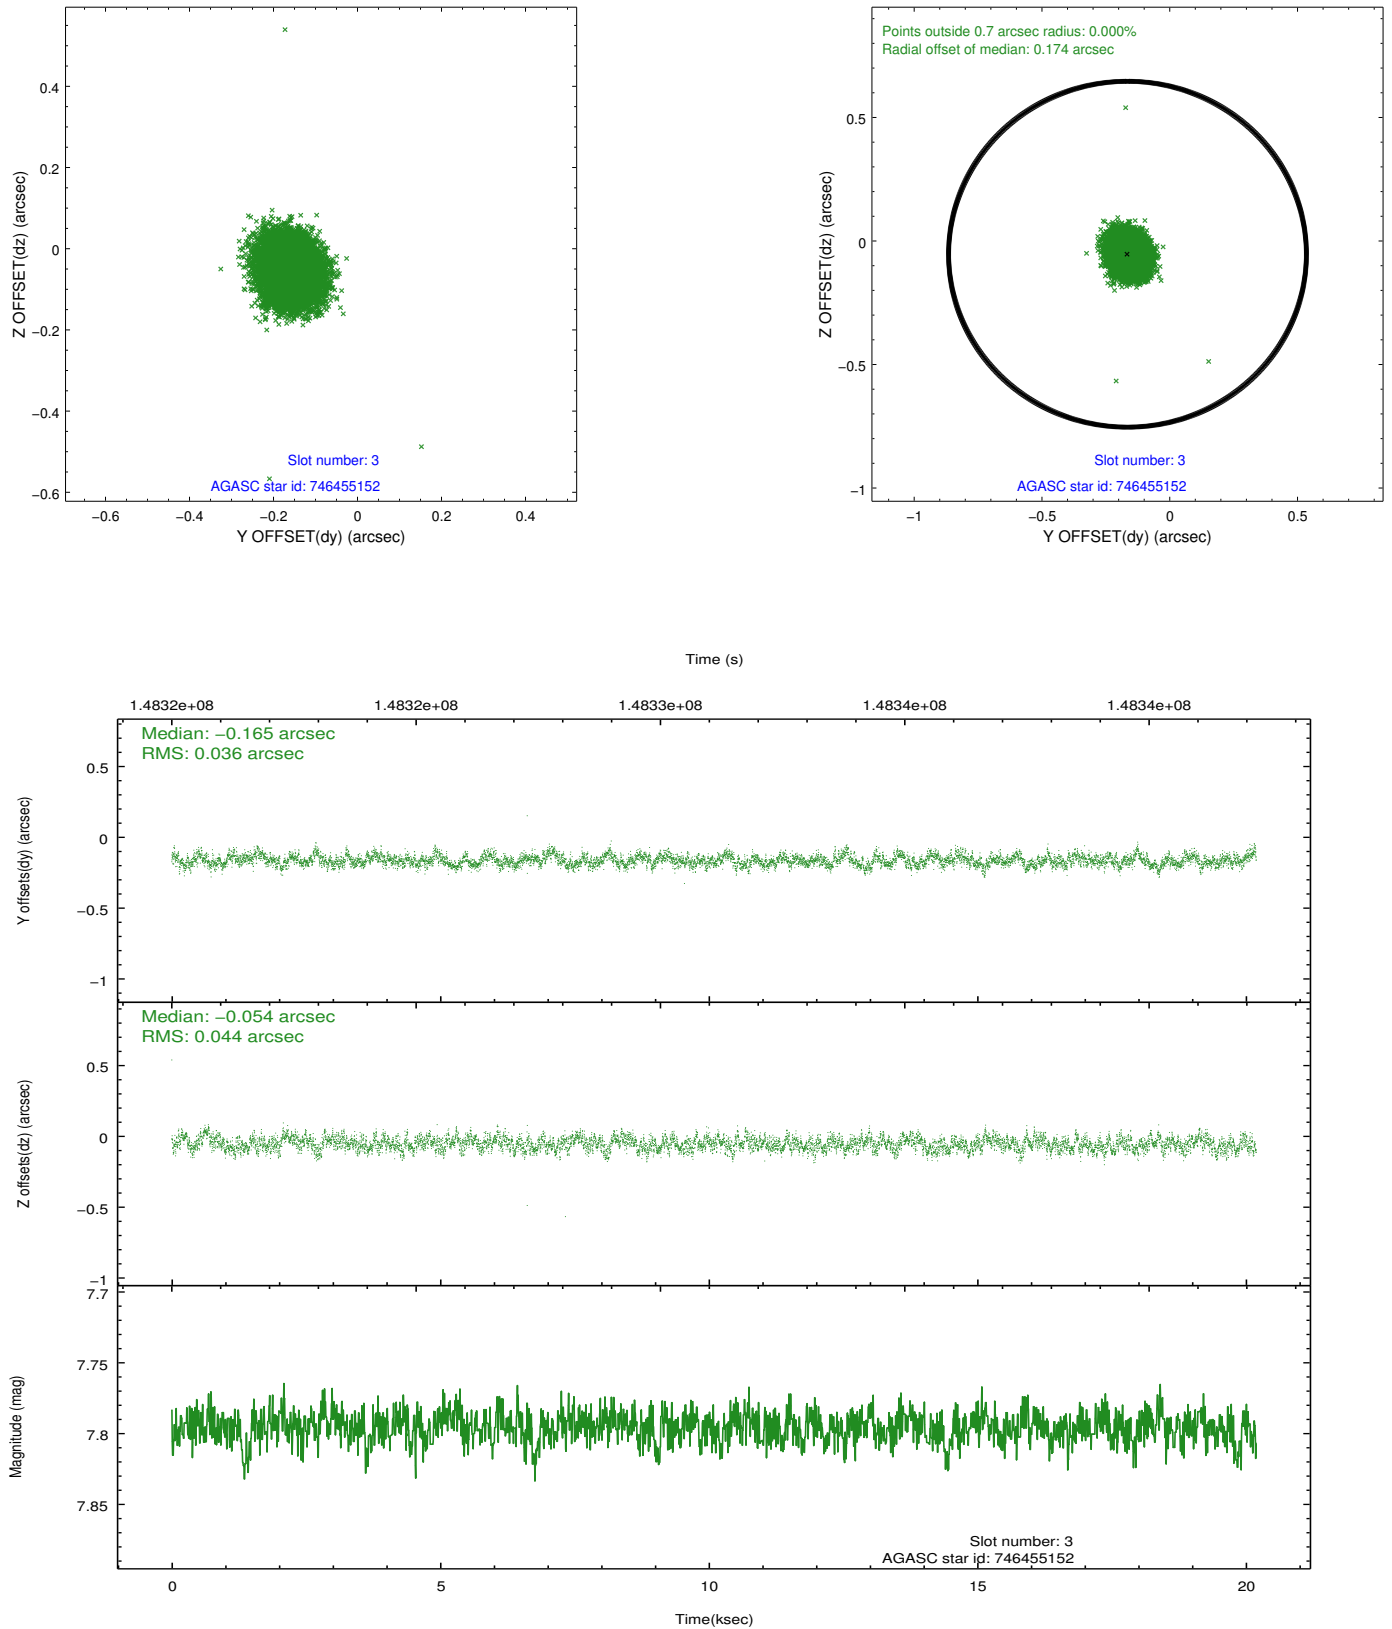 0.4
0.2
0
−0.2
−0.4
−0.6
Z OFFSET(dz) (arcsec)
Slot number: 3
AGASC star id: 746455152
−0.6 −0.4 −0.2 0 0.2 0.4
Y OFFSET(dy) (arcsec)
Points outside 0.7 arcsec radius: 0.000%
Radial offset of median: 0.174 arcsec
0.5
0
−0.5
−1
Z OFFSET(dz) (arcsec)
Slot number: 3
AGASC star id: 746455152
−1 −0.5 0 0.5
Y OFFSET(dy) (arcsec)
Time (s)
1.4832e+08 1.4832e+08 1.4833e+08 1.4834e+08 1.4834e+08
Median: −0.165 arcsec
RMS: 0.036 arcsec
0.5
0
−0.5
−1
Y offsets(dy) (arcsec)
Median: −0.054 arcsec
RMS: 0.044 arcsec
0.5
0
−0.5
−1
Z offsets(dz) (arcsec)
7.7
7.75
7.8
7.85
Magnitude (mag)
Slot number: 3
AGASC star id: 746455152
0 5 10 15 20
Time(ksec)